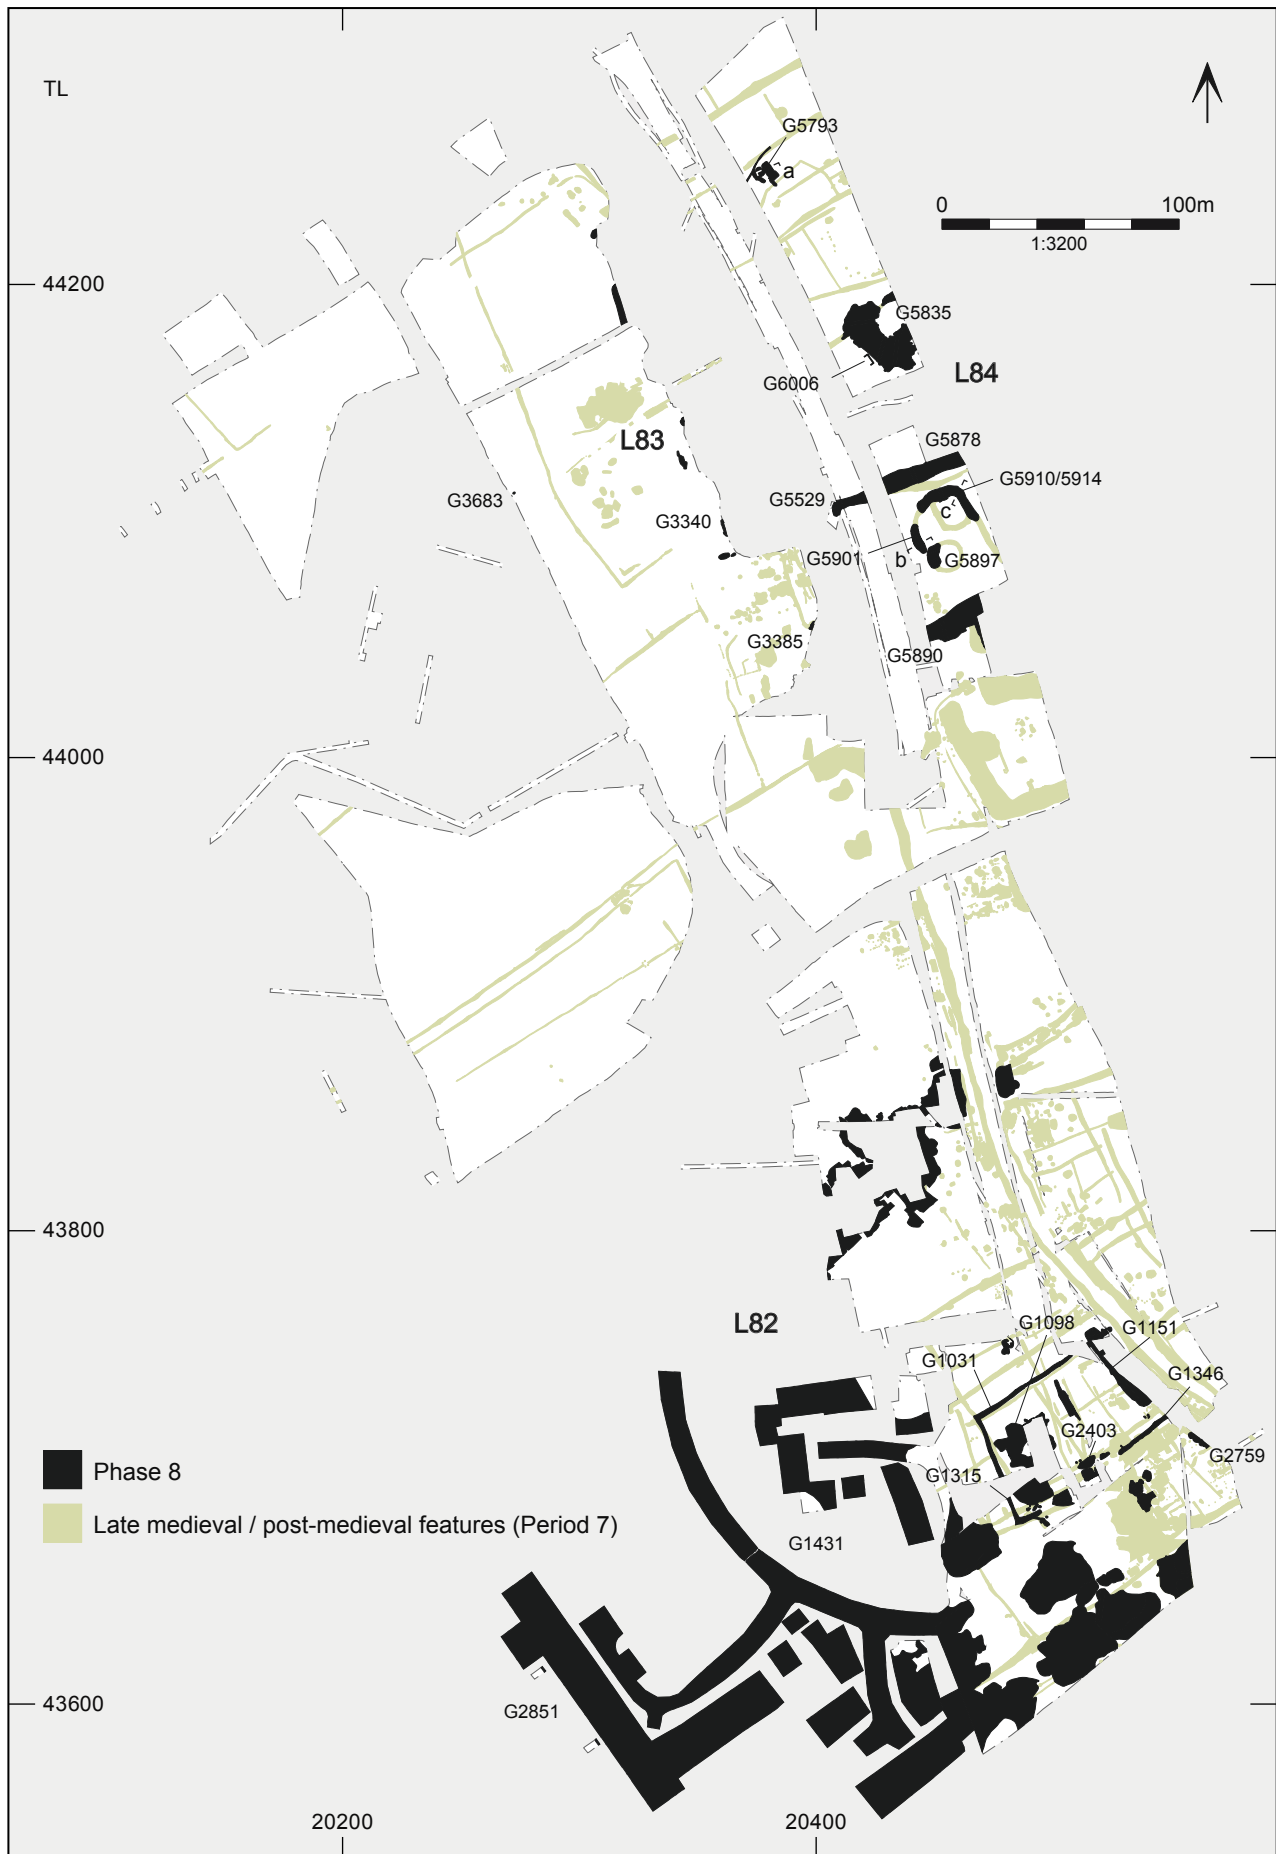 TL
G5793
a
0 100m
1:3200
44200
G5835
L84
G6006
L83
G5878
G5910/5914
G3683
G5529
c
G3340
G5901
b
G5897
G3385
G5890
44000
43800
L82
G1098
G1151
G1031
G1346
G2403
G2759
Phase 8
G1315
Late medieval / post-medieval features (Period 7)
G1431
43600
G2851
20200 20400